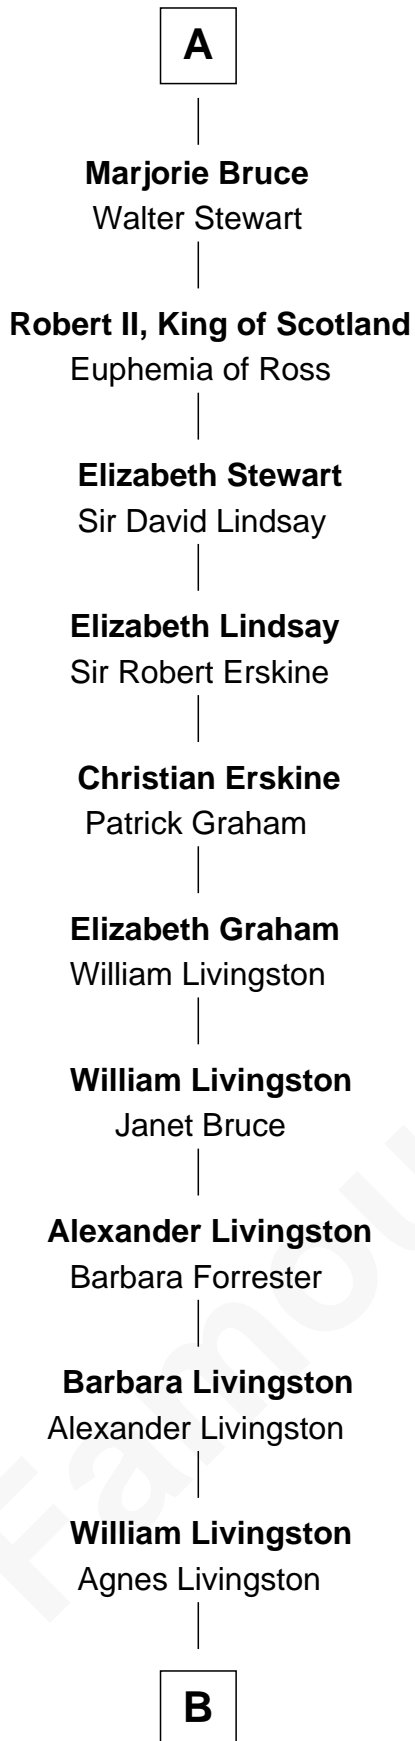 A
Marjorie Bruce
Walter Stewart
Robert II, King of Scotland
Euphemia of Ross
Elizabeth Stewart
Sir David Lindsay
Elizabeth Lindsay
Sir Robert Erskine
Christian Erskine
Patrick Graham
Elizabeth Graham
William Livingston
William Livingston
Janet Bruce
Alexander Livingston
Barbara Forrester
Barbara Livingston
Alexander Livingston
William Livingston
Agnes Livingston
B
Famou